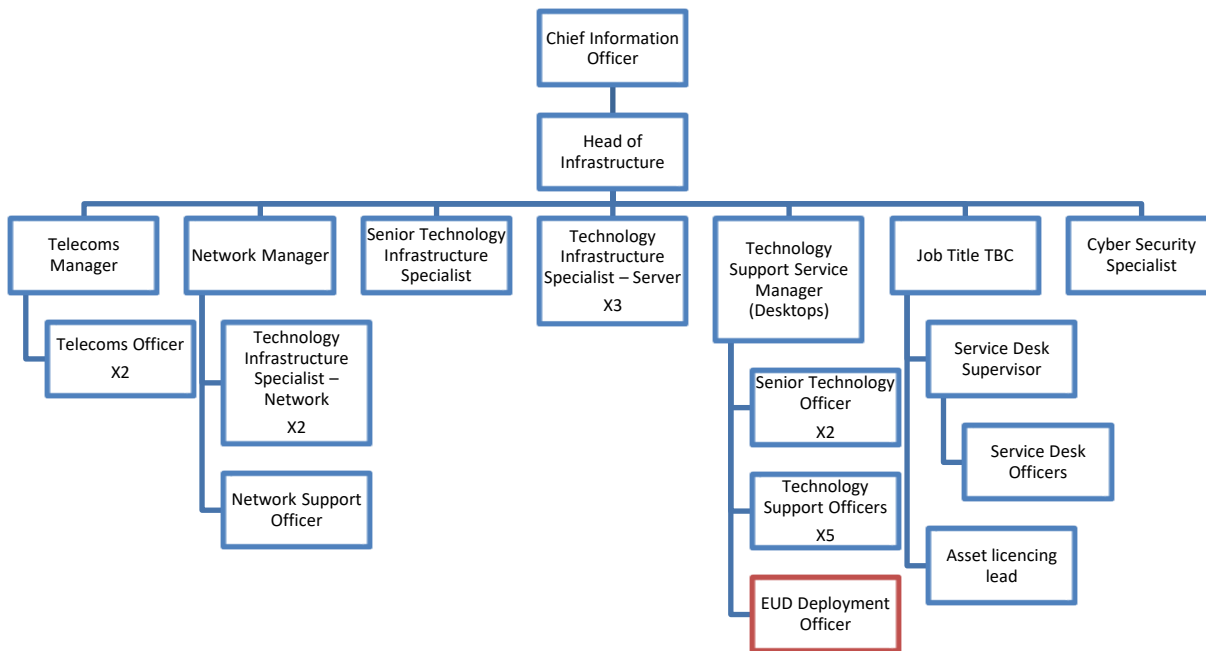 Chief Information
Officer
Head of
Infrastructure
Telecoms
Manager
Network Manager
Senior Technology
Infrastructure
Specialist
Technology
Infrastructure
Specialist – Server
X3
Technology
Support Service
Manager
(Desktops)
Job Title TBC
Cyber Security
Specialist
Telecoms Officer
X2
Technology
Infrastructure
Specialist –
Network
X2
Network Support
Officer
Senior Technology
Officer
X2
Technology
Support Officers
X5
EUD Deployment
Officer
Service Desk
Supervisor
Service Desk
Officers
Asset licencing
lead